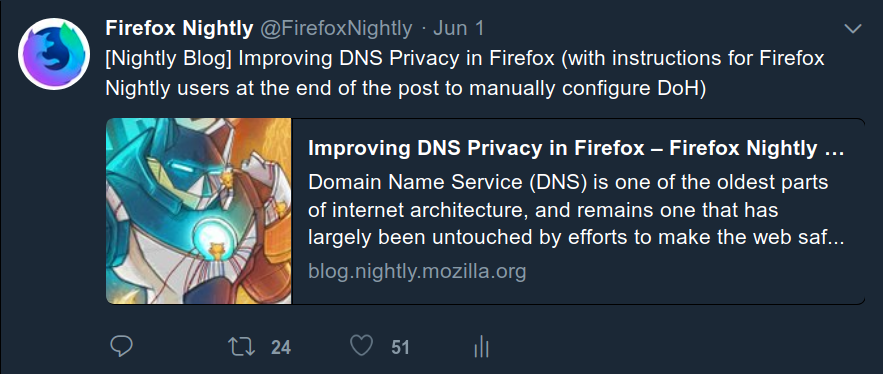 Firefox Nightly @FirefoxNightly · Jun 1
[Nightly Blog] Improving DNS Privacy in Firefox (with instructions for Firefox
Nightly users at the end of the post to manually configure DoH)
Improving DNS Privacy in Firefox – Firefox Nightly ...
Domain Name Service (DNS) is one of the oldest parts
of internet architecture, and remains one that has
largely been untouched by efforts to make the web saf...
blog.nightly.mozilla.org
24 51